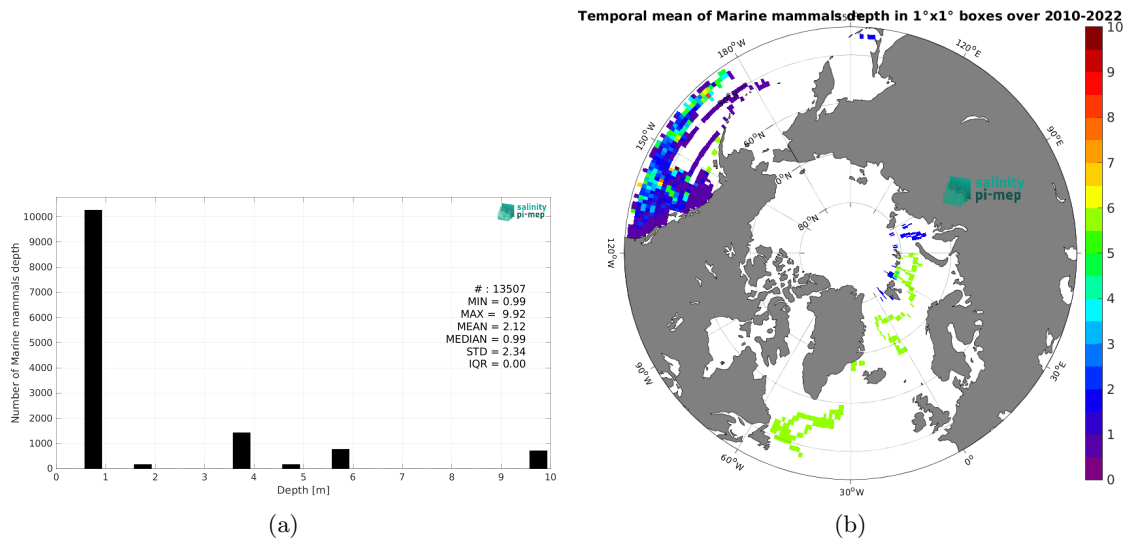 10000
9000
8000
7000
6000
5000
4000
3000
2000
1000
0
Number of Marine mammals depth
0 1 2 3 4 5 6 7 8 9 10
Depth [m]
salinity
pi-mep
# : 13507
MIN = 0.99
MAX = 9.92
MEAN = 2.12
MEDIAN = 0.99
STD = 2.34
IQR = 0.00
(a)
Temporal mean of Marine mammals depth in 1°x1° boxes over 2010-2022
180°W
120°E
150°W
90°E
60°N
80°N
120°W
90°W
30°E
60°W
0°
30°W
salinity
pi-mep
10
9
8
7
6
5
4
3
2
1
0
(b)